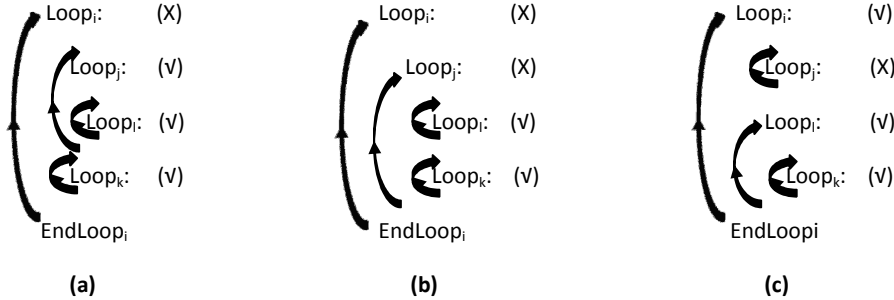 Loopᵢ: (X)
Loopⱼ: (√)
Loopₗ: (√)
Loopₖ: (√)
EndLoopᵢ
(a)
Loopᵢ: (X)
Loopⱼ: (X)
Loopₗ: (√)
Loopₖ: (√)
EndLoopᵢ
(b)
Loopᵢ: (√)
Loopⱼ: (X)
Loopₗ: (√)
Loopₖ: (√)
EndLoopi
(c)